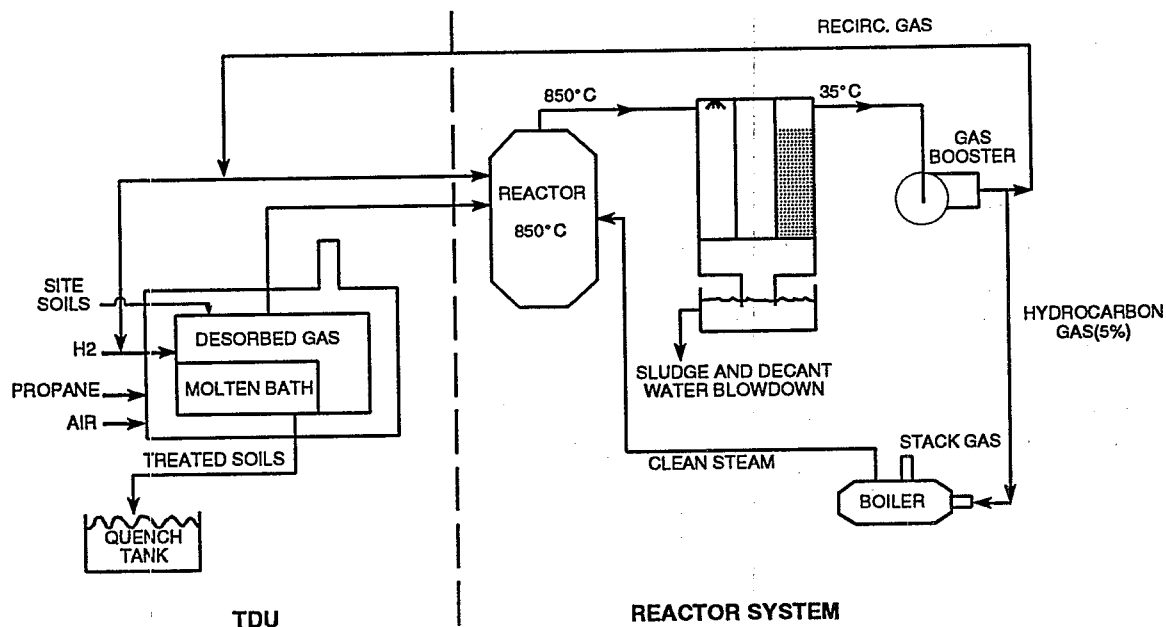 RECIRC. GAS
850°C
35°C
GAS
BOOSTER
REACTOR
850°C
SITE
SOILS
DESORBED GAS
H2
MOLTEN BATH
PROPANE
AIR
HYDROCARBON
GAS(5%)
SLUDGE AND DECANT
WATER BLOWDOWN
TREATED SOILS
CLEAN STEAM
STACK GAS
BOILER
QUENCH
TANK
TDU
REACTOR SYSTEM